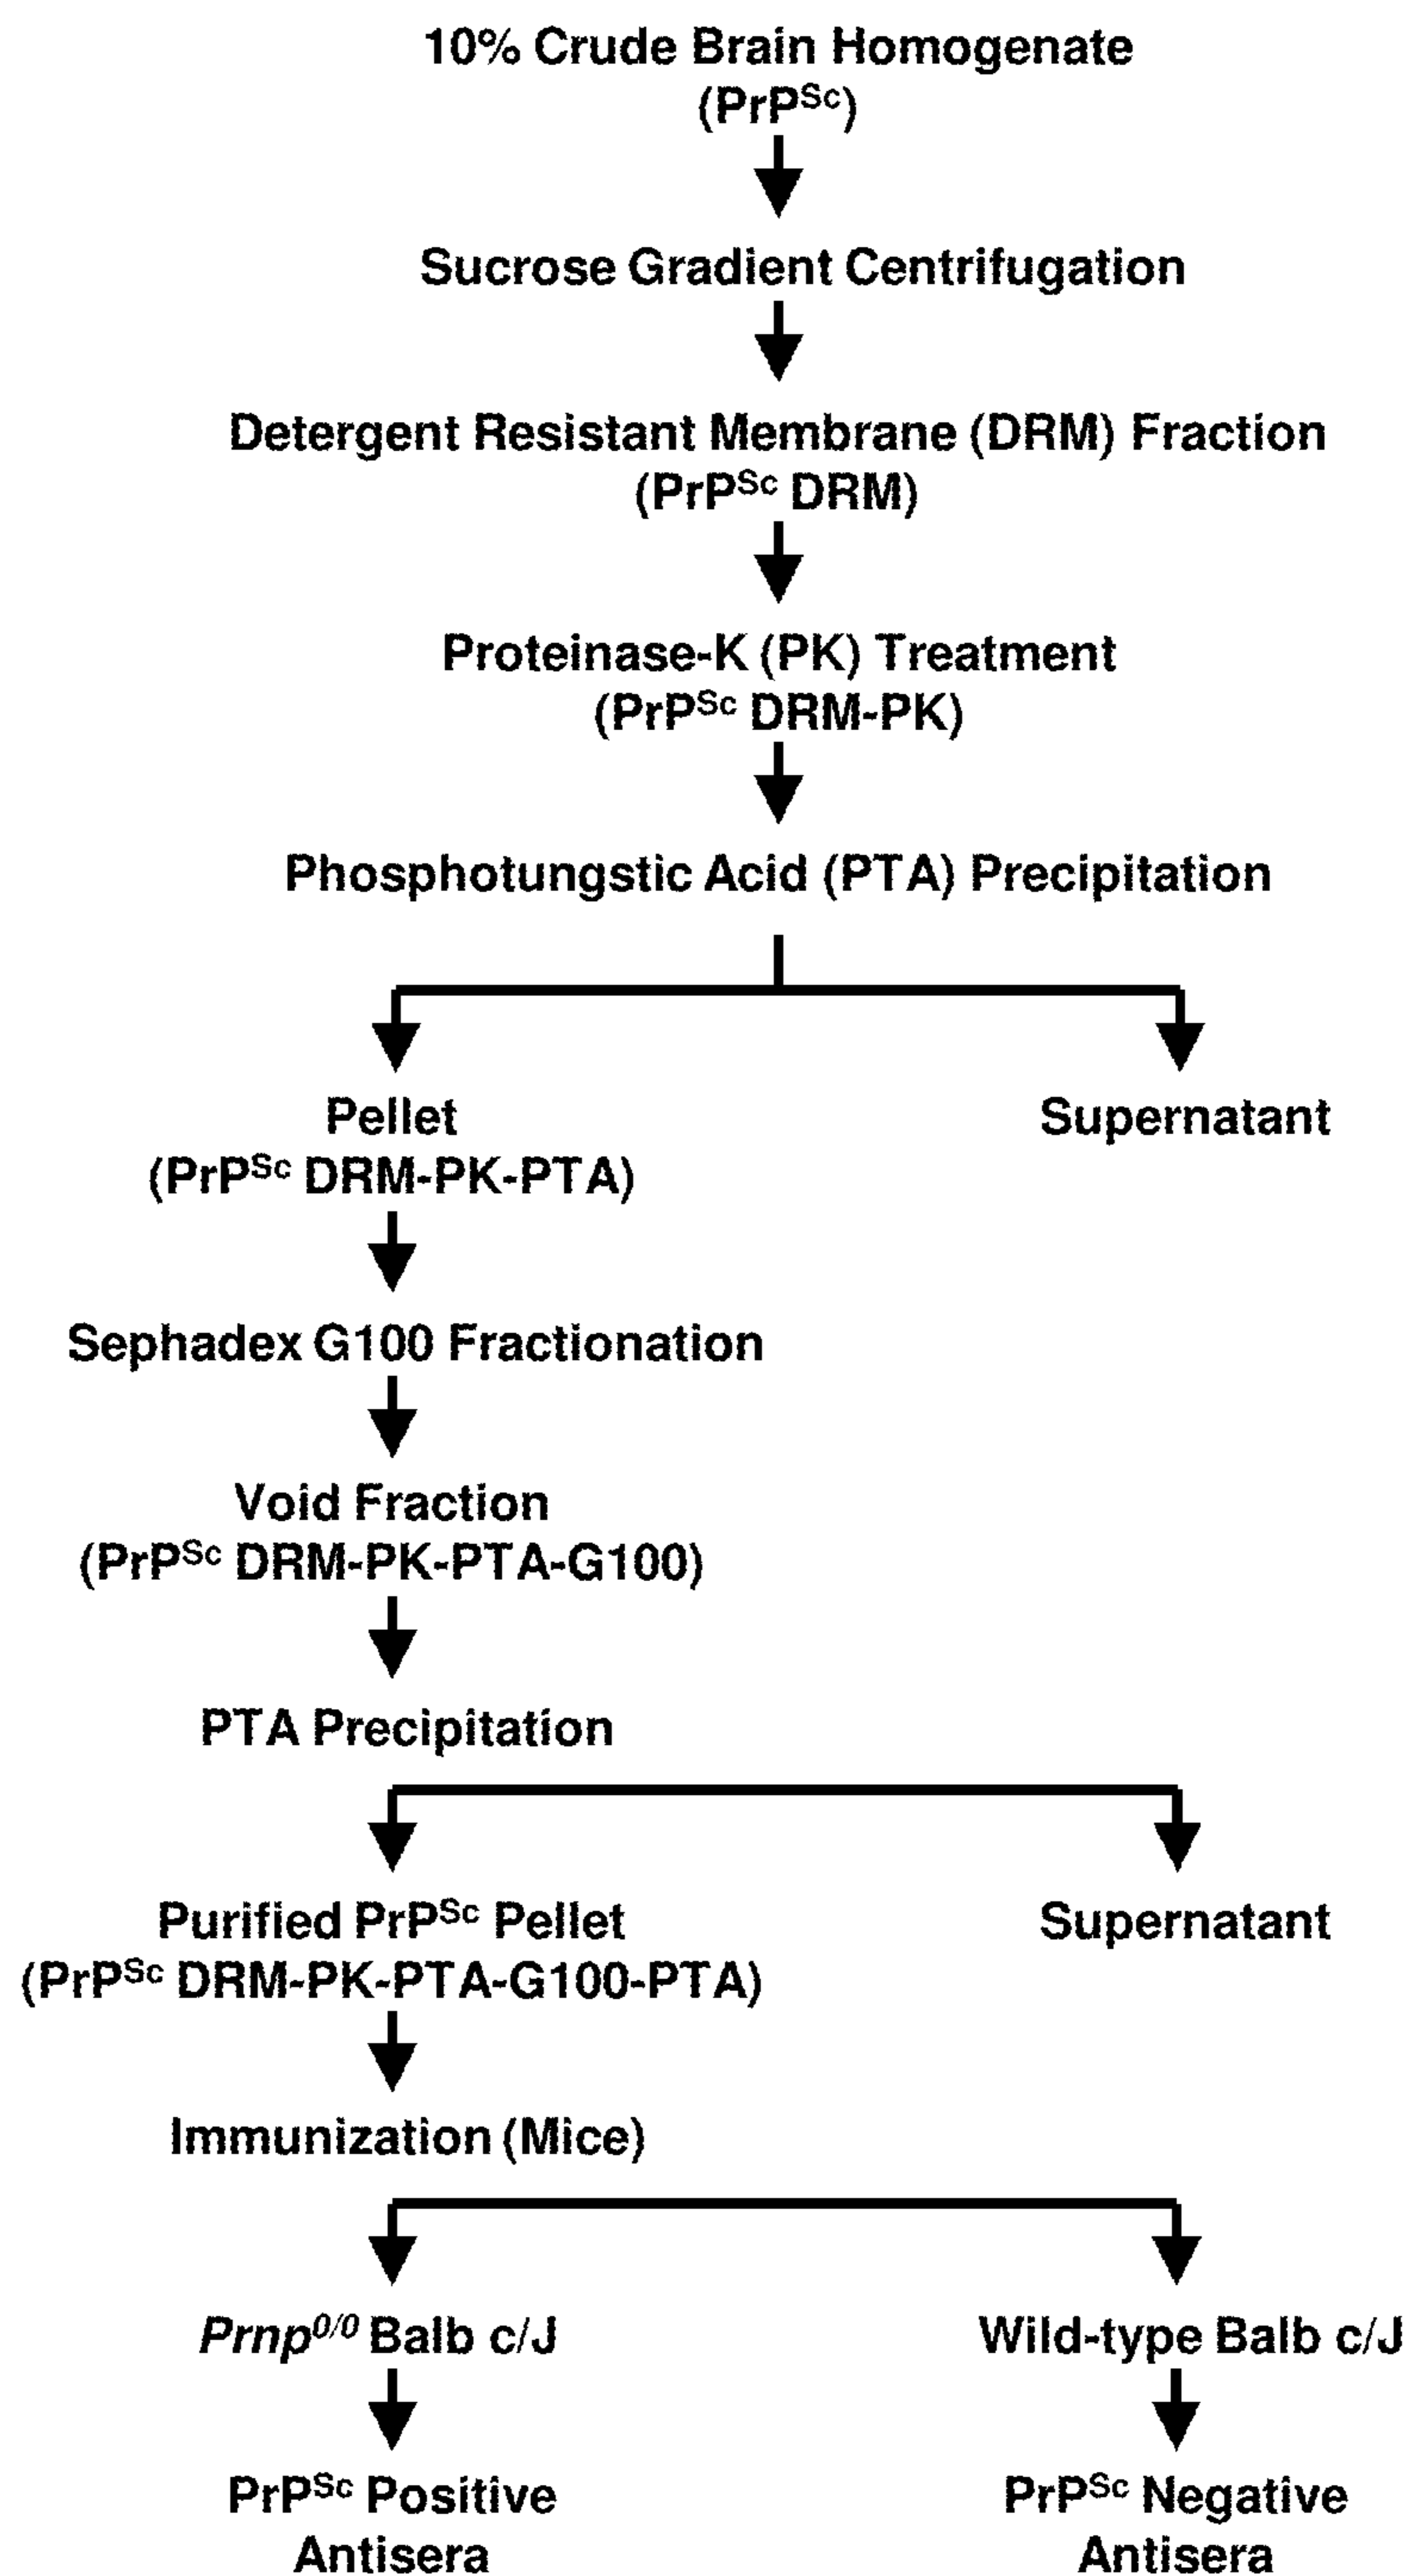 10% Crude Brain Homogenate
(PrPSc)
Sucrose Gradient Centrifugation
Detergent Resistant Membrane (DRM) Fraction
(PrPSc DRM)
Proteinase-K (PK) Treatment
(PrPSc DRM-PK)
Phosphotungstic Acid (PTA) Precipitation
Pellet
Supernatant
(PrPSc DRM-PK-PTA)
Sephadex G100 Fractionation
Void Fraction
(PrPSc DRM-PK-PTA-G100)
PTA Precipitation
Purified PrPSc Pellet
Supernatant
(PrPSc DRM-PK-PTA-G100-PTA)
Immunization (Mice)
Prnp0/0 Balb c/J
Wild-type Balb c/J
PrPSc Positive
Antisera
PrPSc Negative
Antisera